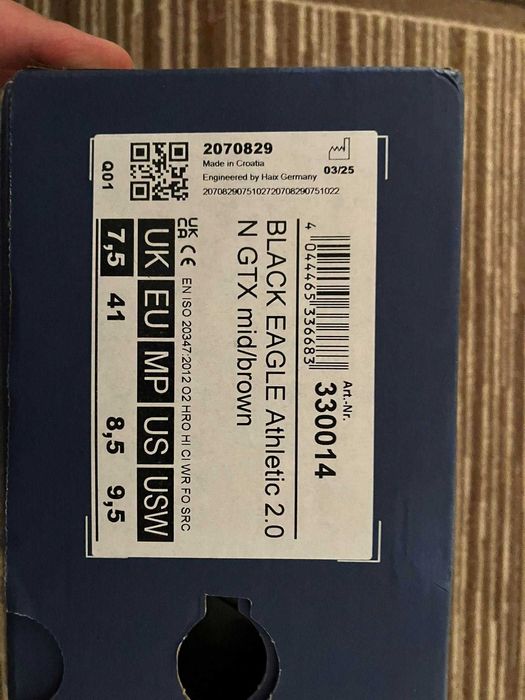 Q01
2070829
Made in Croatia
Engineered by Haix Germany
03/25
2070829075102720708290751022
4 044465 336683
Art.-Nr.
330014
BLACK EAGLE Athletic 2.0
N GTX mid/brown
UK
CA CE EN ISO 20347:2012 O2 HRO HI CI WR FO SRC
UK EU MP US USW
7,5 41 8,5 9,5